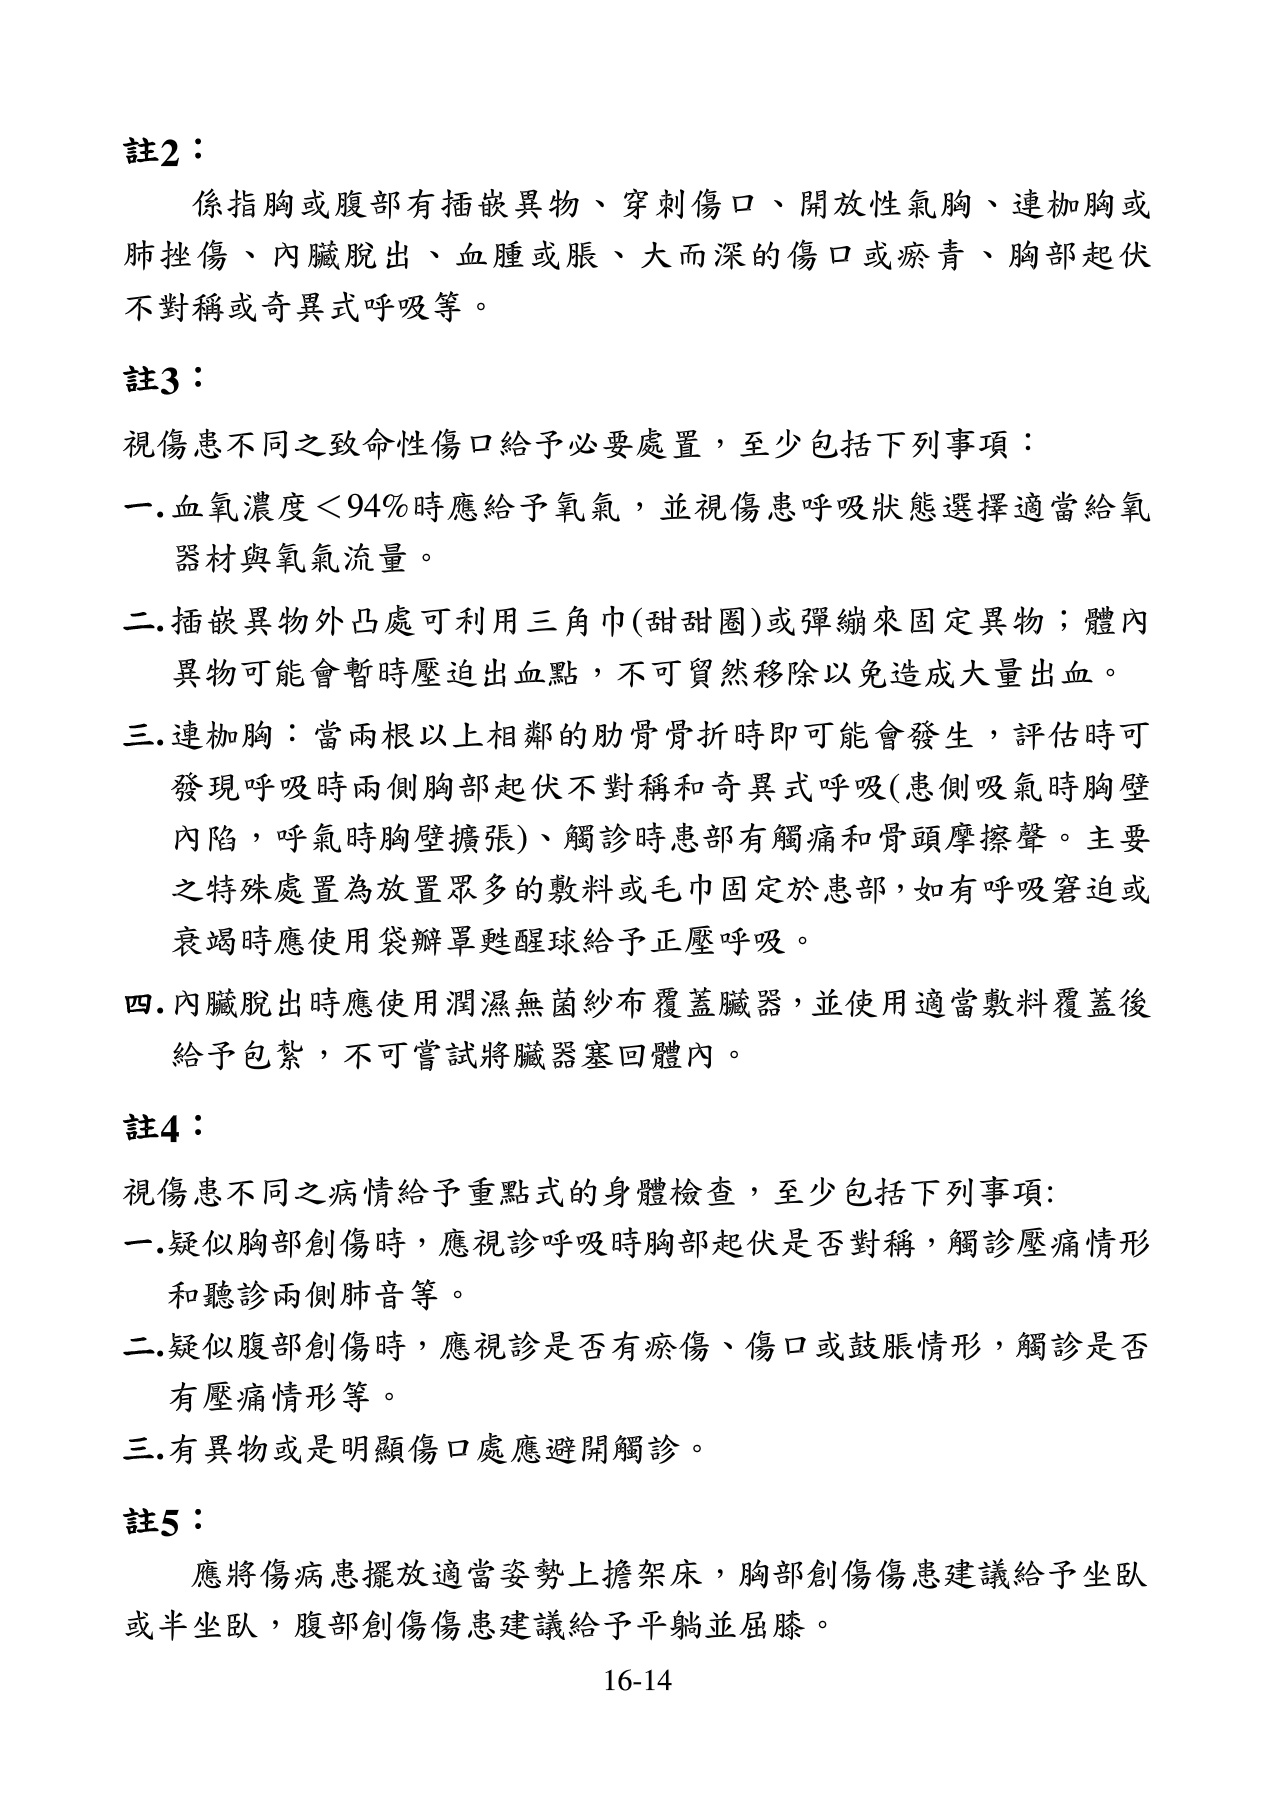 註2：
係指胸或腹部有插嵌異物、穿刺傷口、開放性氣胸、連枷胸或
肺挫傷、內臟脫出、血腫或脹、大而深的傷口或瘀青、胸部起伏
不對稱或奇異式呼吸等。
註3：
視傷患不同之致命性傷口給予必要處置，至少包括下列事項：
一.血氧濃度＜94%時應給予氧氣，並視傷患呼吸狀態選擇適當給氧
器材與氧氣流量。
二.插嵌異物外凸處可利用三角巾(甜甜圈)或彈繃來固定異物；體內
異物可能會暫時壓迫出血點，不可貿然移除以免造成大量出血。
三.連枷胸：當兩根以上相鄰的肋骨骨折時即可能會發生，評估時可
發現呼吸時兩側胸部起伏不對稱和奇異式呼吸(患側吸氣時胸壁
內陷，呼氣時胸壁擴張)、觸診時患部有觸痛和骨頭摩擦聲。主要
之特殊處置為放置眾多的敷料或毛巾固定於患部，如有呼吸窘迫或
衰竭時應使用袋瓣罩甦醒球給予正壓呼吸。
四.內臟脫出時應使用潤濕無菌紗布覆蓋臟器，並使用適當敷料覆蓋後
給予包紮，不可嘗試將臟器塞回體內。
註4：
視傷患不同之病情給予重點式的身體檢查，至少包括下列事項:
一.疑似胸部創傷時，應視診呼吸時胸部起伏是否對稱，觸診壓痛情形
和聽診兩側肺音等。
二.疑似腹部創傷時，應視診是否有瘀傷、傷口或鼓脹情形，觸診是否
有壓痛情形等。
三.有異物或是明顯傷口處應避開觸診。
註5：
應將傷病患擺放適當姿勢上擔架床，胸部創傷傷患建議給予坐臥
或半坐臥，腹部創傷傷患建議給予平躺並屈膝。
16-14